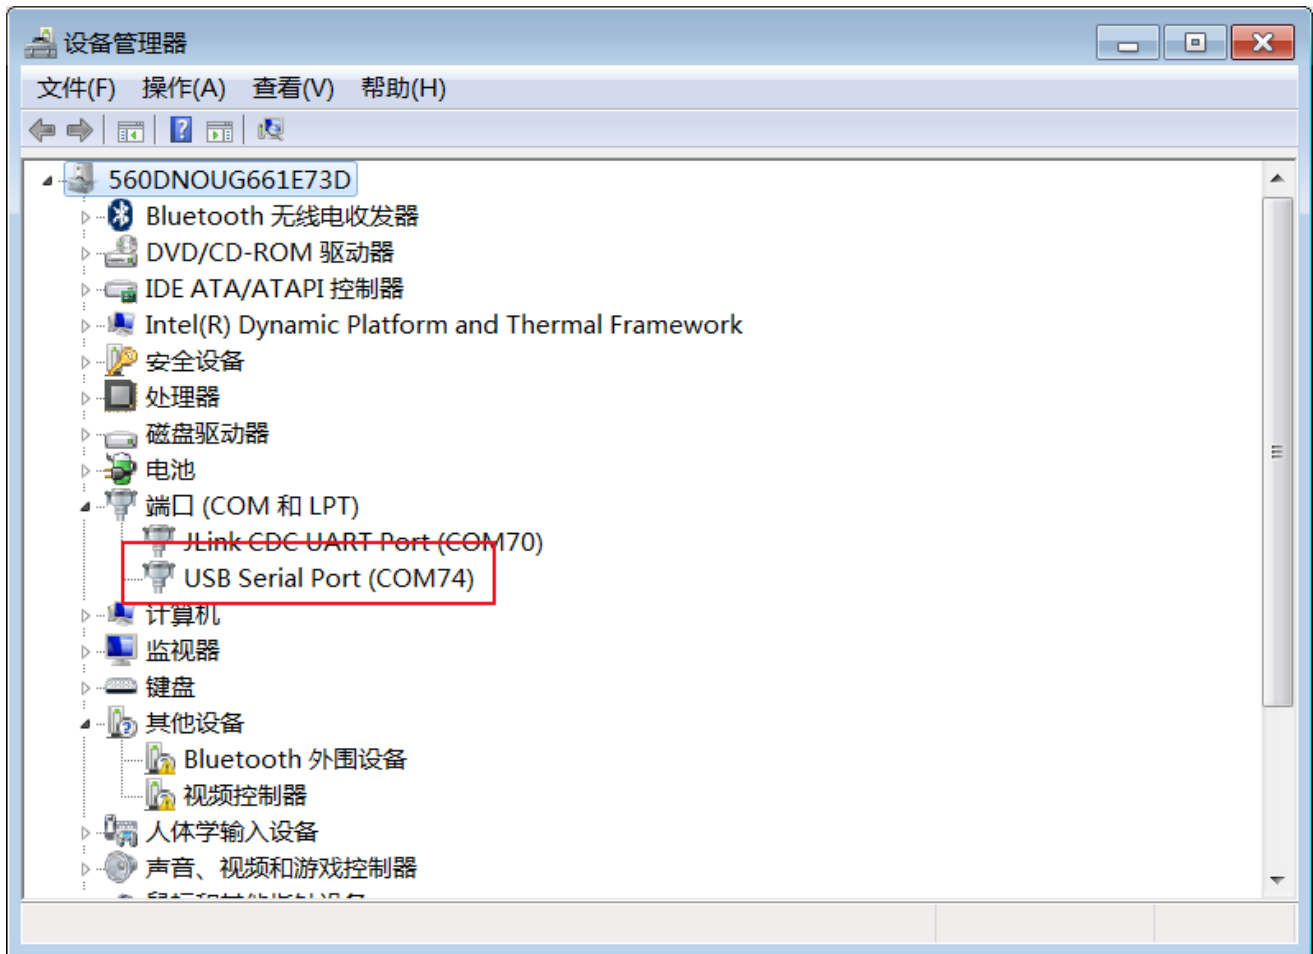 设备管理器
文件(F) 操作(A) 查看(V) 帮助(H)
560DNOUG661E73D
Bluetooth 无线电收发器
DVD/CD-ROM 驱动器
IDE ATA/ATAPI 控制器
Intel(R) Dynamic Platform and Thermal Framework
安全设备
处理器
磁盘驱动器
电池
端口 (COM 和 LPT)
JLink CDC UART Port (COM70)
USB Serial Port (COM74)
计算机
监视器
键盘
其他设备
Bluetooth 外围设备
视频控制器
人体学输入设备
声音、视频和游戏控制器